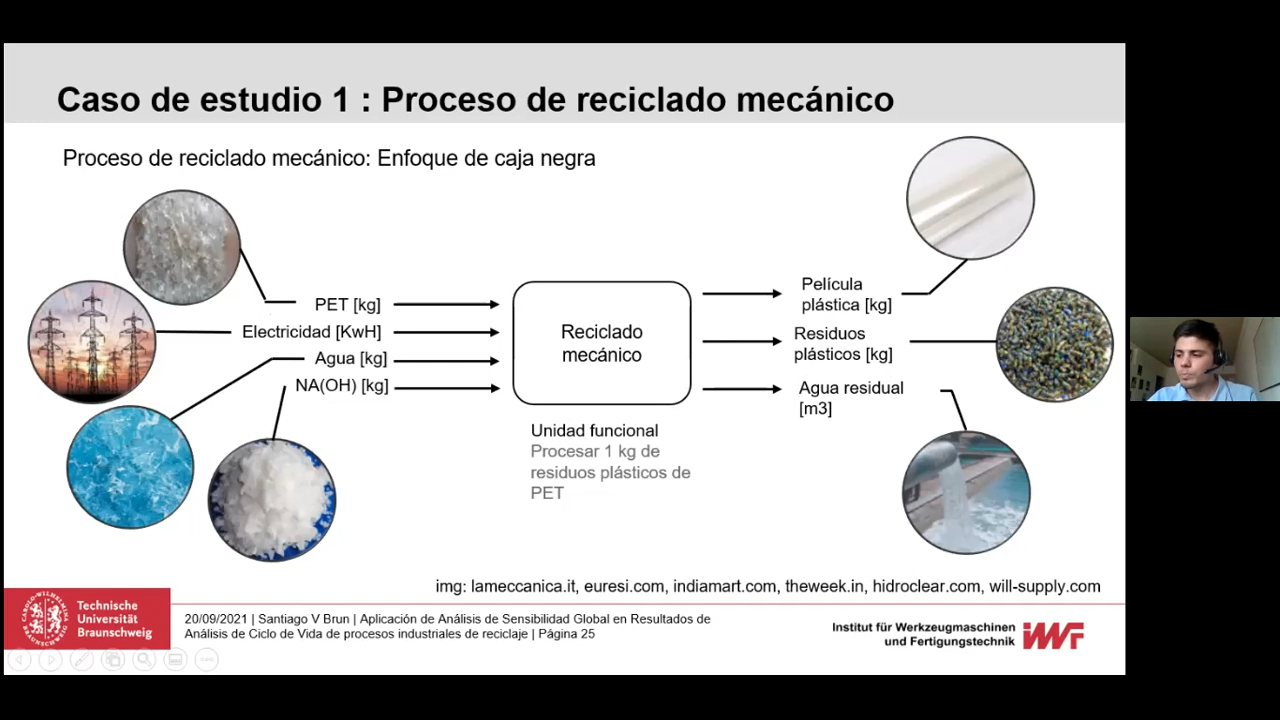 Caso de estudio 1 : Proceso de reciclado mecánico
Proceso de reciclado mecánico: Enfoque de caja negra
PET [kg]
Electricidad [KwH]
Agua [kg]
NA(OH) [kg]
Reciclado
mecánico
Unidad funcional
Procesar 1 kg de
residuos plásticos de
PET
Película
plástica [kg]
Residuos
plásticos [kg]
Agua residual
[m3]
img: lameccanica.it, euresi.com, indiamart.com, theweek.in, hidroclear.com, will-supply.com
Technische
Universität
Braunschweig
20/09/2021 | Santiago V Brun | Aplicación de Análisis de Sensibilidad Global en Resultados de
Análisis de Ciclo de Vida de procesos industriales de reciclaje | Página 25
Institut für Werkzeugmaschinen
und Fertigungstechnik
IWF